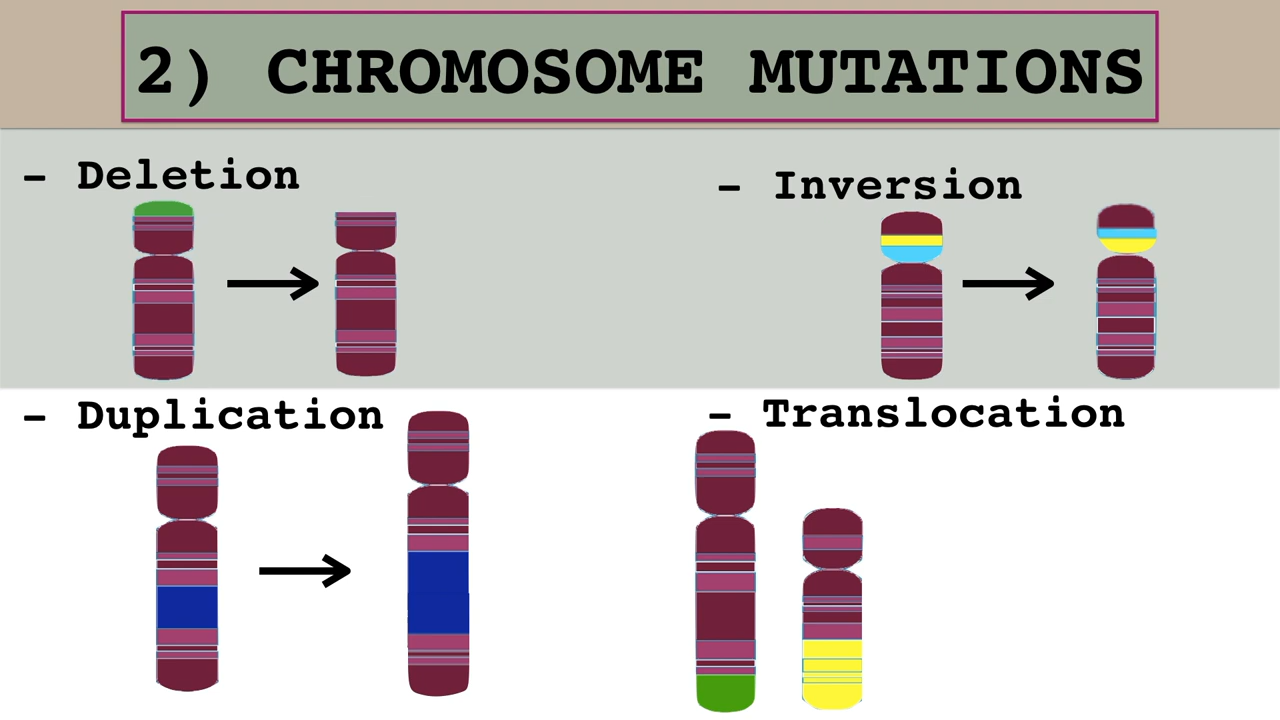 2) CHROMOSOME MUTATIONS
- Deletion
- Inversion
- Duplication
- Translocation